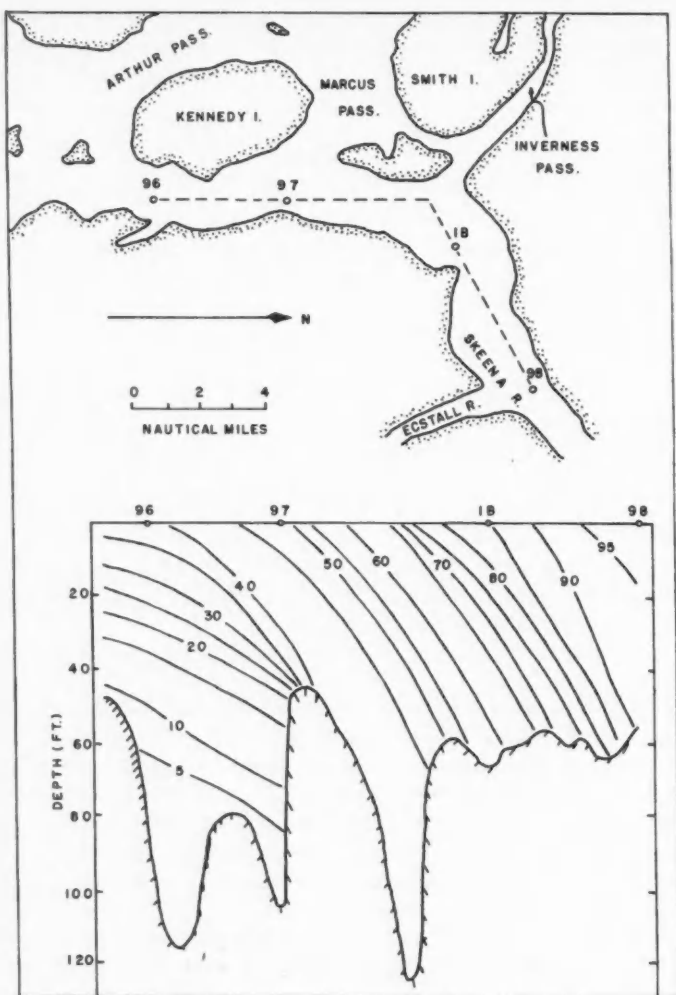 ARTHUR PASS.
KENNEDY I.
MARCUS PASS.
SMITH I.
INVERNESS PASS.
96
97
18
98
SKEENA R.
ECSTALL R.
N
0 2 4
NAUTICAL MILES
96 97 18 98
95
90
80
70
60
50
40
30
20
10
5
DEPTH (FT.)
20
40
60
80
100
120